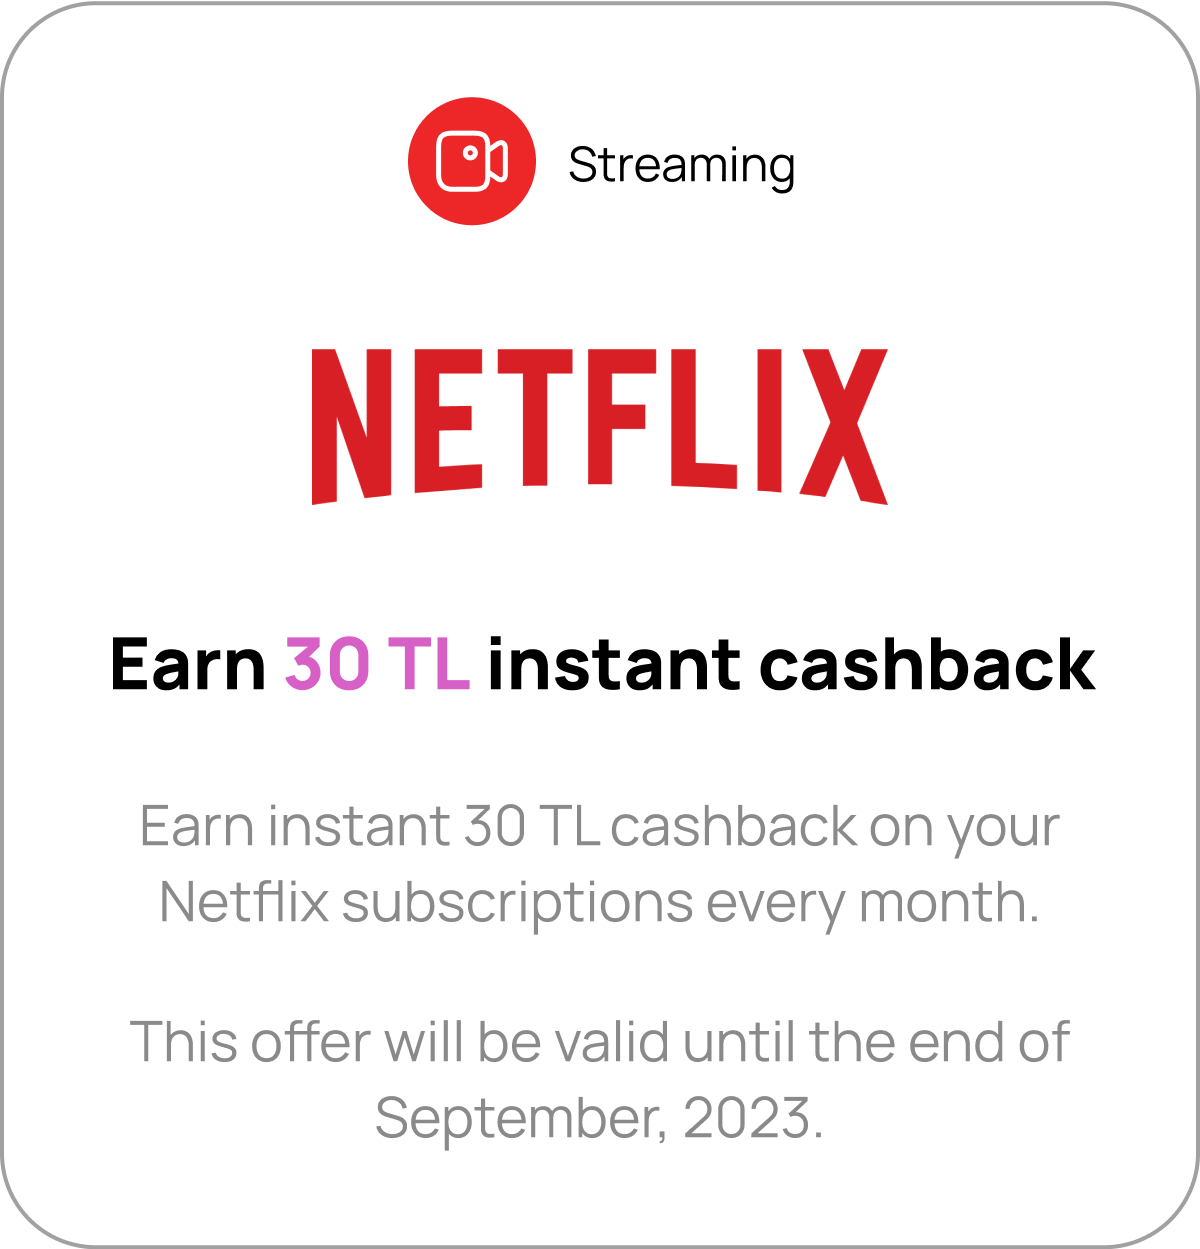 Streaming
NETFLIX
Earn 30 TL instant cashback
Earn instant 30 TL cashback on your
Netflix subscriptions every month.
This offer will be valid until the end of
September, 2023.